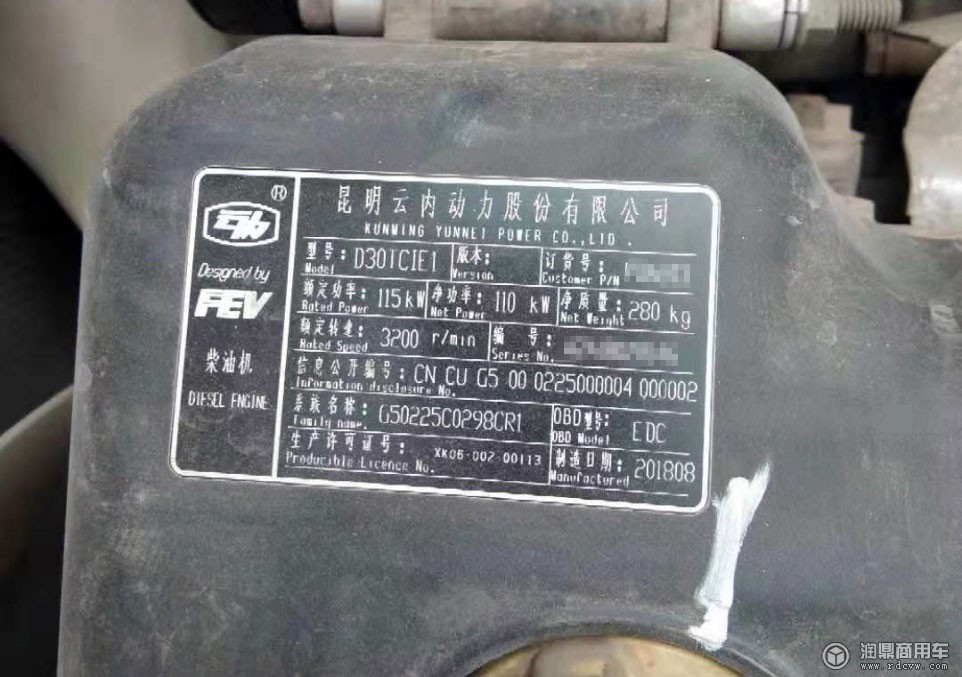 昆明云内动力股份有限公司
KUNMING YUNNEI POWER CO.,LTD.
云内 ®
Designed by
FEV
柴油机
DIESEL ENGINE
型号: D30TCIE1 版本: 订货号:
Model Version Customer P/N
额定功率: 115kW 净功率: 110 kW 净质量: 280 kg
Rated Power Net Power Net Weight
额定转速: 3200 r/min 编号:
Rated Speed Series No.
信息公开编号: CN CU G5 00 0225000004 000002
Information disclosure No.
系族名称: G50225C0298CR1 OBD型号: EDC
Family name. OBD Model
生产许可证号: XK06-002-00113 制造日期: 201808
Producible Licence No. Manufactured
润鼎商用车
www.rdcvw.com